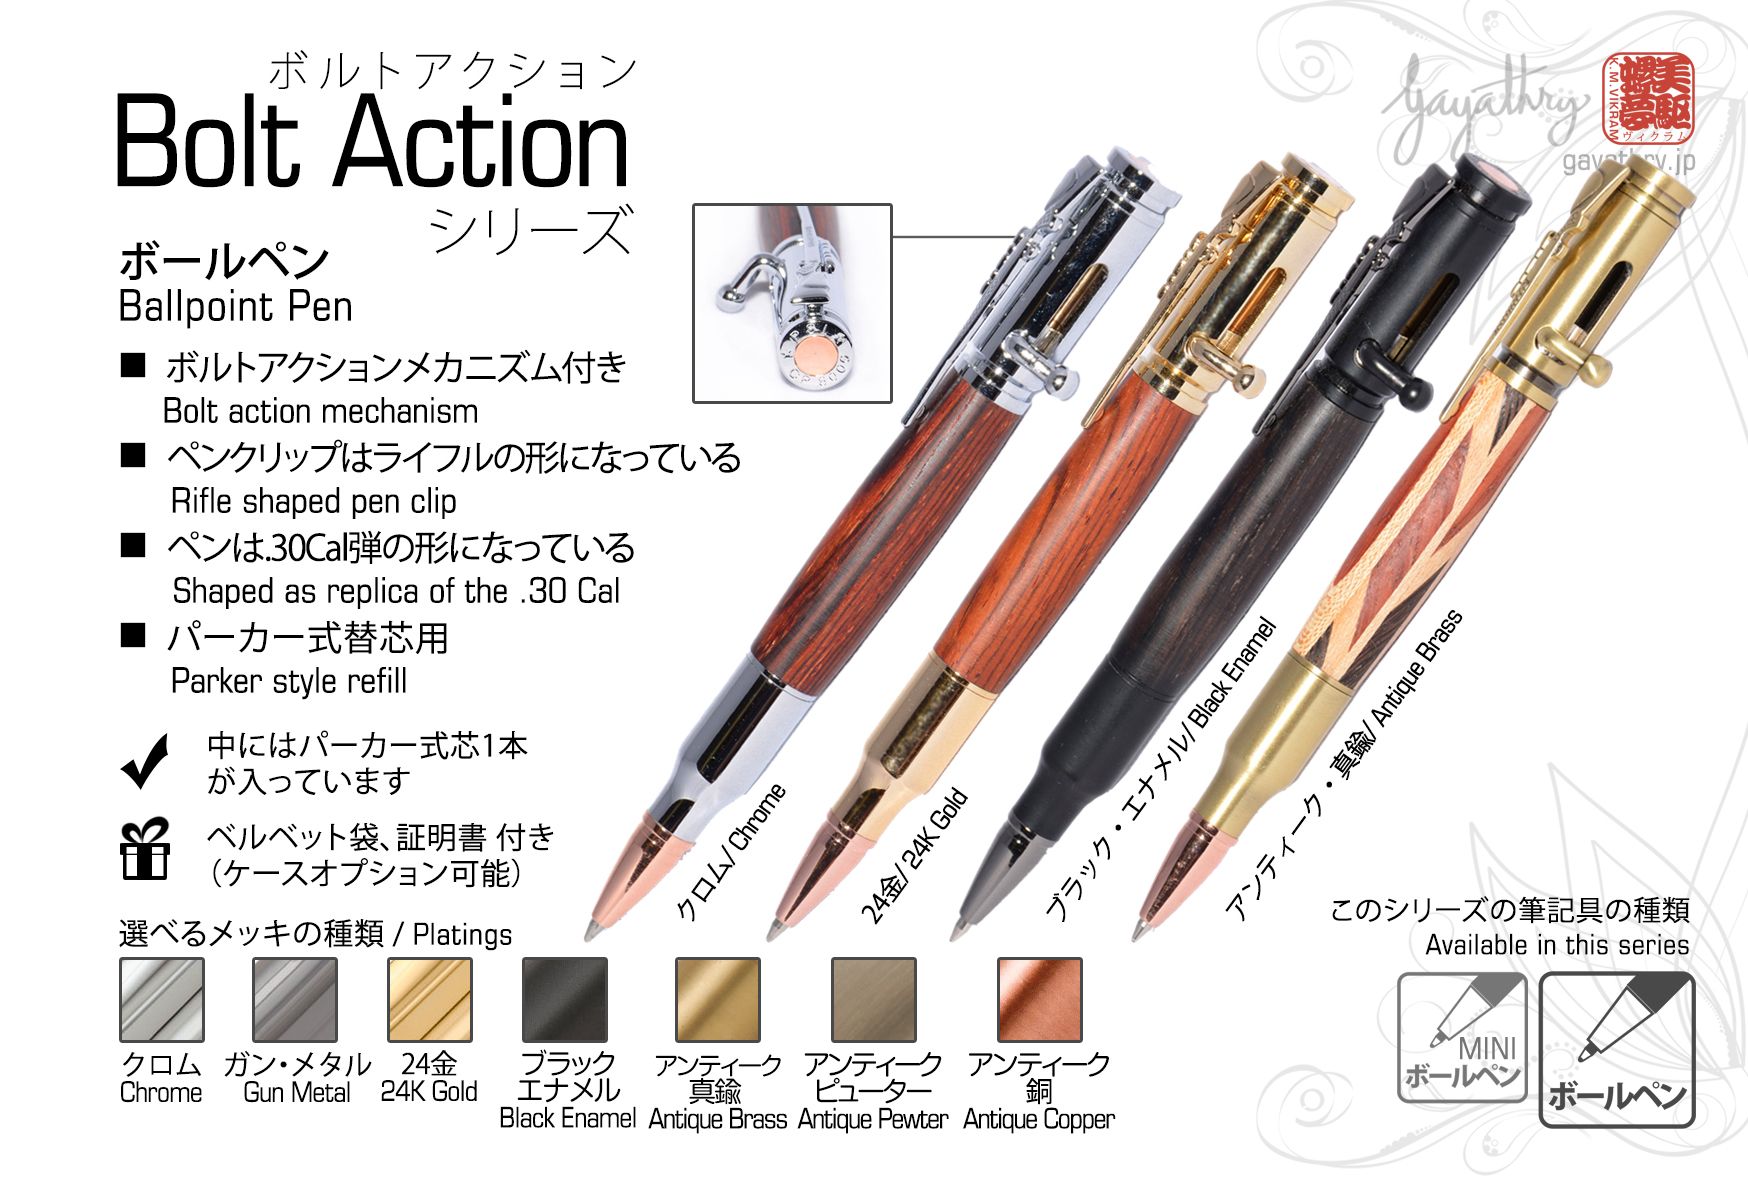 ボルトアクション
Bolt Action
シリーズ
ボールペン
Ballpoint Pen
■ ボルトアクションメカニズム付き
Bolt action mechanism
■ ペンクリップはライフルの形になっている
Rifle shaped pen clip
■ ペンは.30Cal弾の形になっている
Shaped as replica of the .30 Cal
■ パーカー式替芯用
Parker style refill
中にはパーカー式芯1本
が入っています
ベルベット袋、証明書 付き
(ケースオプション可能)
選べるメッキの種類 / Platings
クロム
Chrome
ガン・メタル
Gun Metal
24金
24K Gold
ブラック
エナメル
Black Enamel
アンティーク
真鍮
Antique Brass
アンティーク
ピューター
Antique Pewter
アンティーク
銅
Antique Copper
クロム/ Chrome
24金/ 24K Gold
ブラック・エナメル/ Black Enamel
アンティーク・真鍮/ Antique Brass
Gayathry
K.M.VIKRAM
ヴィクラム
gayathry.jp
このシリーズの筆記具の種類
Available in this series
MINI
ボールペン
ボールペン